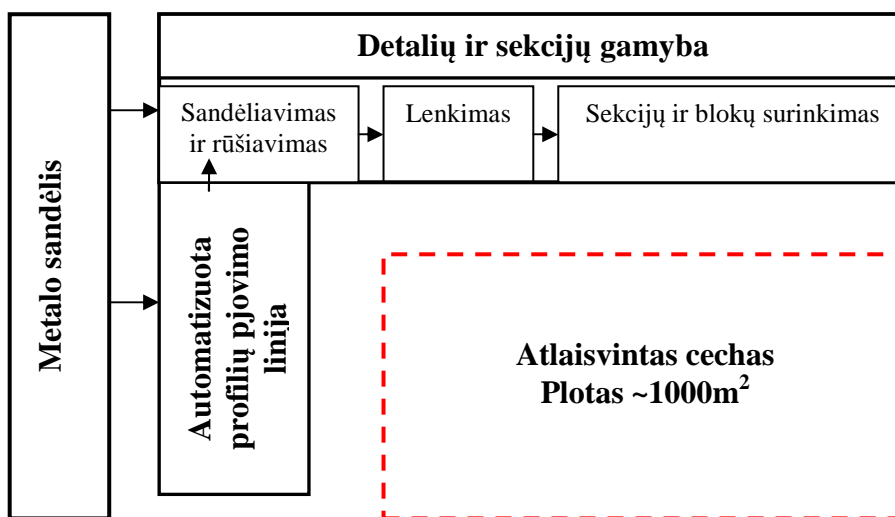 Detalių ir sekcijų gamyba
Sandėliavimas
ir rūšiavimas
Lenkimas
Sekcijų ir blokų surinkimas
Metalo sandėlis
Automatizuota
profilių pjovimo
linija
Atlaisvintas cechas
Plotas ~1000m²